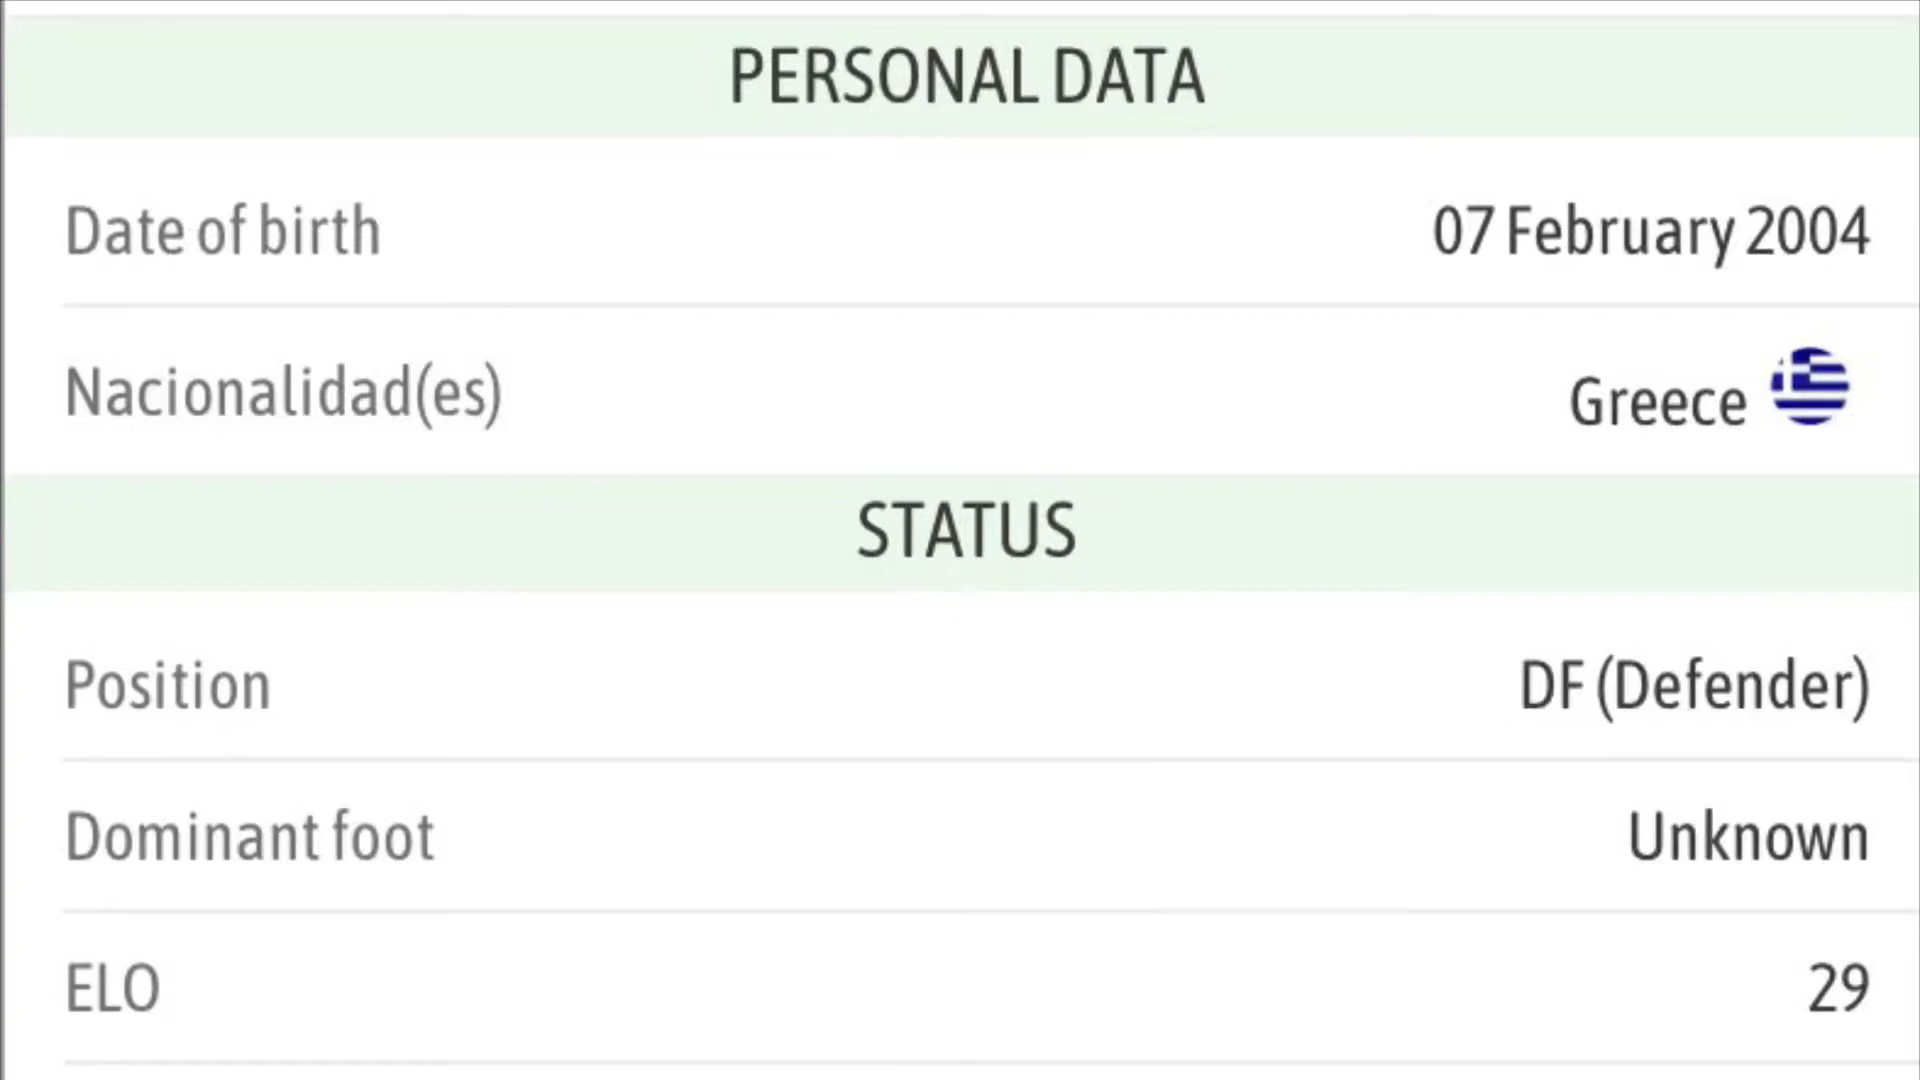 PERSONAL DATA
Date of birth 07 February 2004
Nacionalidad(es) Greece
STATUS
Position DF (Defender)
Dominant foot Unknown
ELO 29